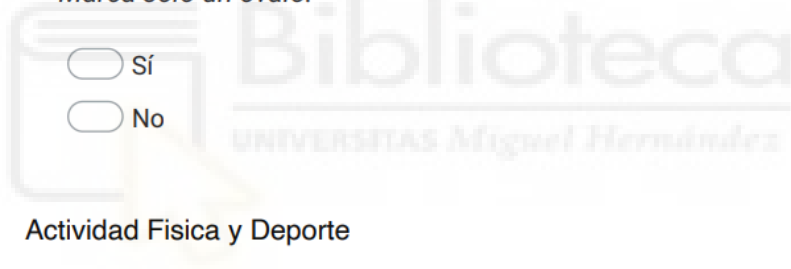 Marca solo un óvalo.
Sí
No
Biblioteca
UNIVERSITAS Miguel Hernández
Actividad Fisica y Deporte